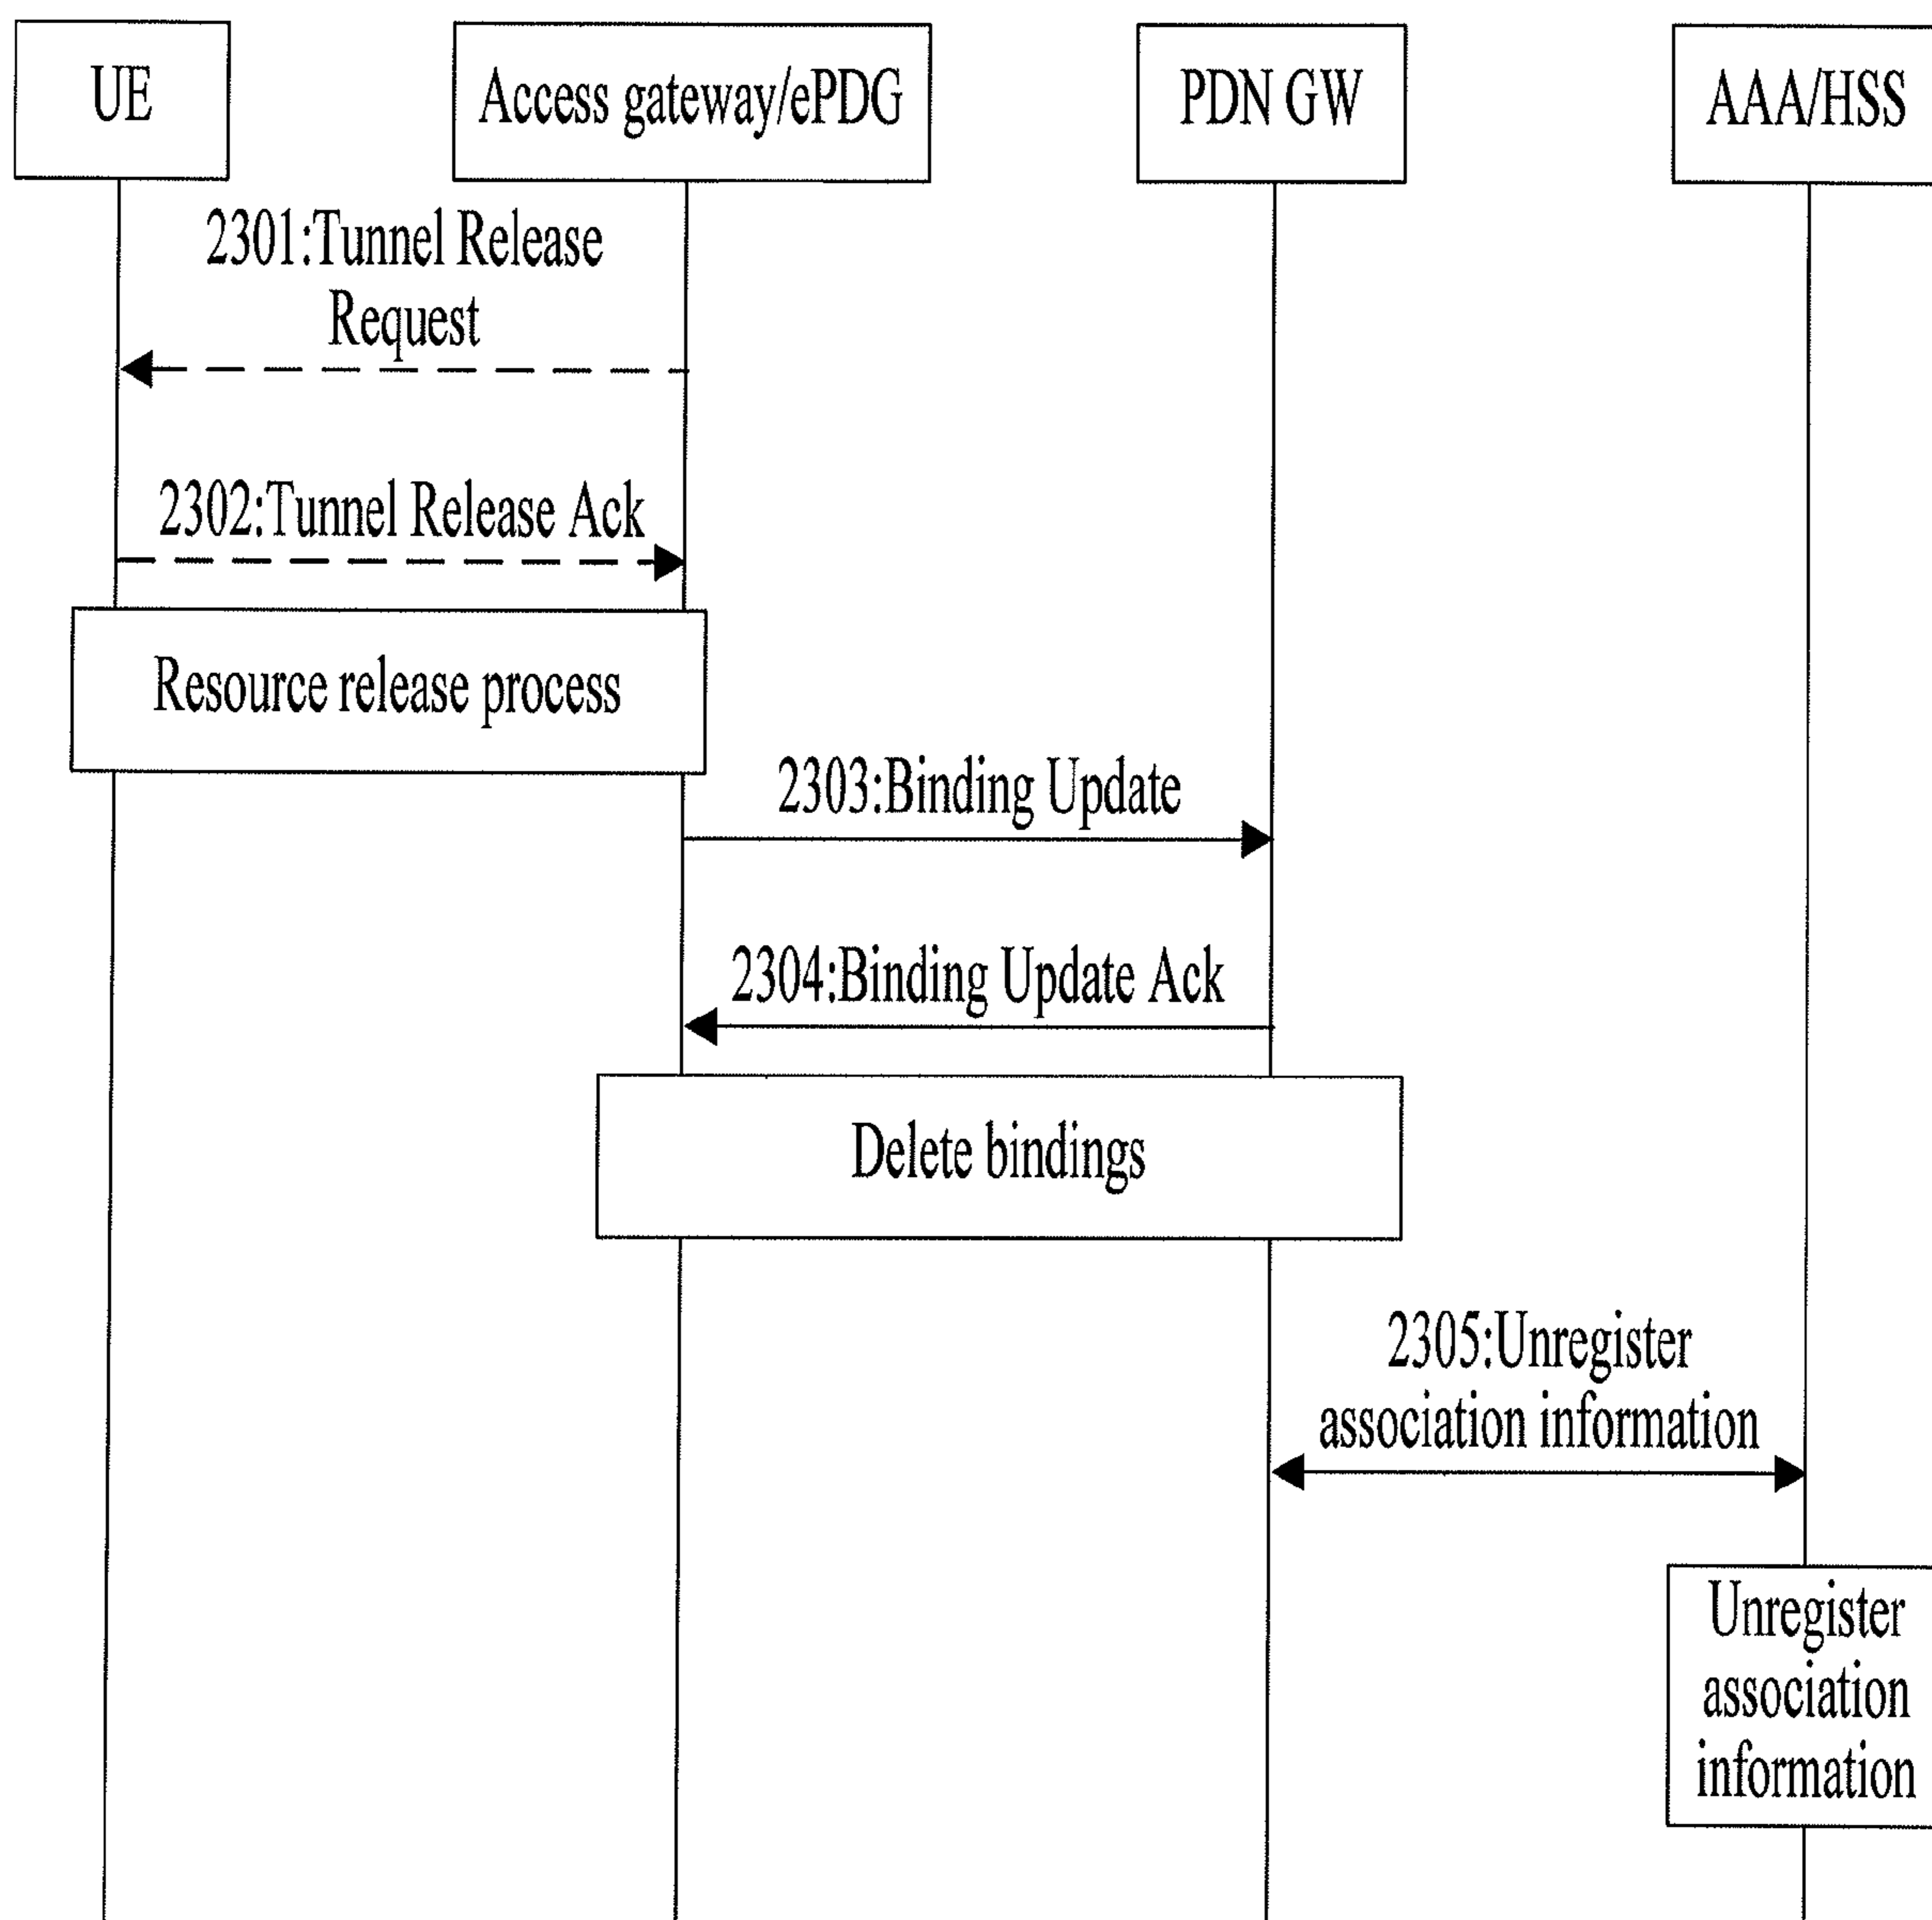 UE
Access gateway/ePDG
PDN GW
AAA/HSS
2301:Tunnel Release
Request
2302:Tunnel Release Ack
Resource release process
2303:Binding Update
2304:Binding Update Ack
Delete bindings
2305:Unregister
association information
Unregister
association
information